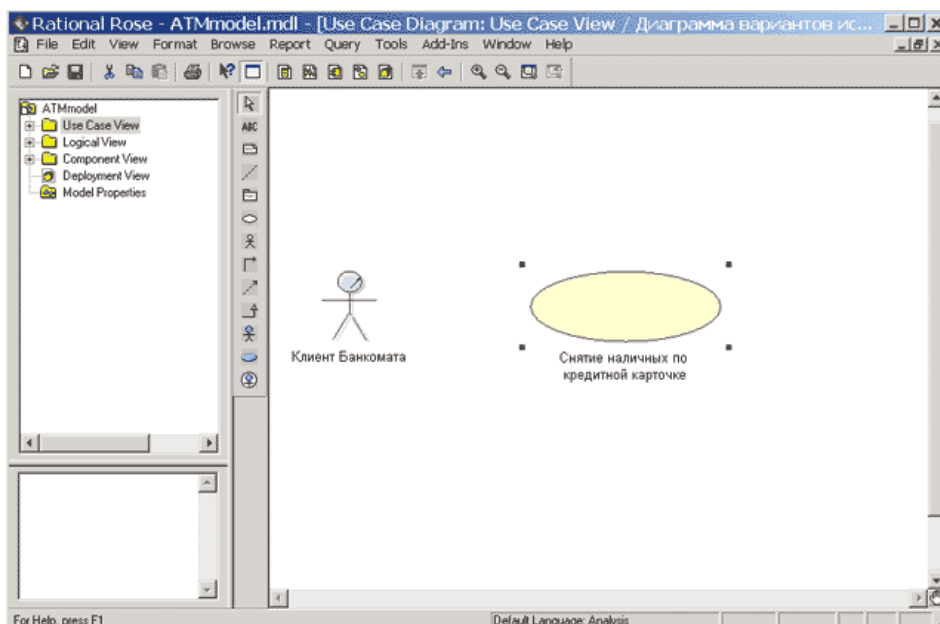 Rational Rose - ATMmodel.mdl - [Use Case Diagram: Use Case View / Диаграмма вариантов ис...
File Edit View Format Browse Report Query Tools Add-Ins Window Help
ATMmodel
Use Case View
Logical View
Component View
Deployment View
Model Properties
ABC
Клиент Банкомата
Снятие наличных по
кредитной карточке
For Help, press F1
Default Language: Analysis